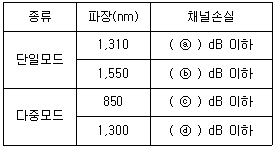 종류 파장(nm) 채널손실
단일모드 1,310 ( ⓐ ) dB 이하
1,550 ( ⓑ ) dB 이하
다중모드 850 ( ⓒ ) dB 이하
1,300 ( ⓓ ) dB 이하